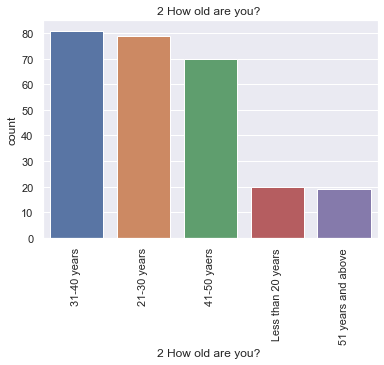 2 How old are you?
80
70
60
50
40
30
20
10
0
count
31-40 years
21-30 years
41-50 yaers
Less than 20 years
51 years and above
2 How old are you?